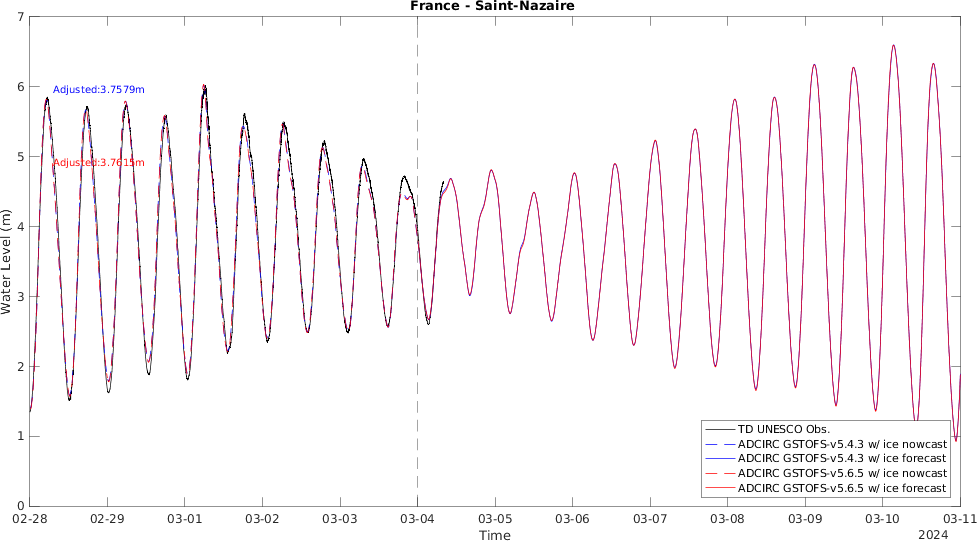 France - Saint-Nazaire
7
6
5
4
3
2
1
0
Water Level (m)
Adjusted:3.7579m
Adjusted:3.7615m
TD UNESCO Obs.
ADCIRC GSTOFS-v5.4.3 w/ ice nowcast
ADCIRC GSTOFS-v5.4.3 w/ ice forecast
ADCIRC GSTOFS-v5.6.5 w/ ice nowcast
ADCIRC GSTOFS-v5.6.5 w/ ice forecast
02-28 02-29 03-01 03-02 03-03 03-04 03-05 03-06 03-07 03-08 03-09 03-10 03-11
Time
2024